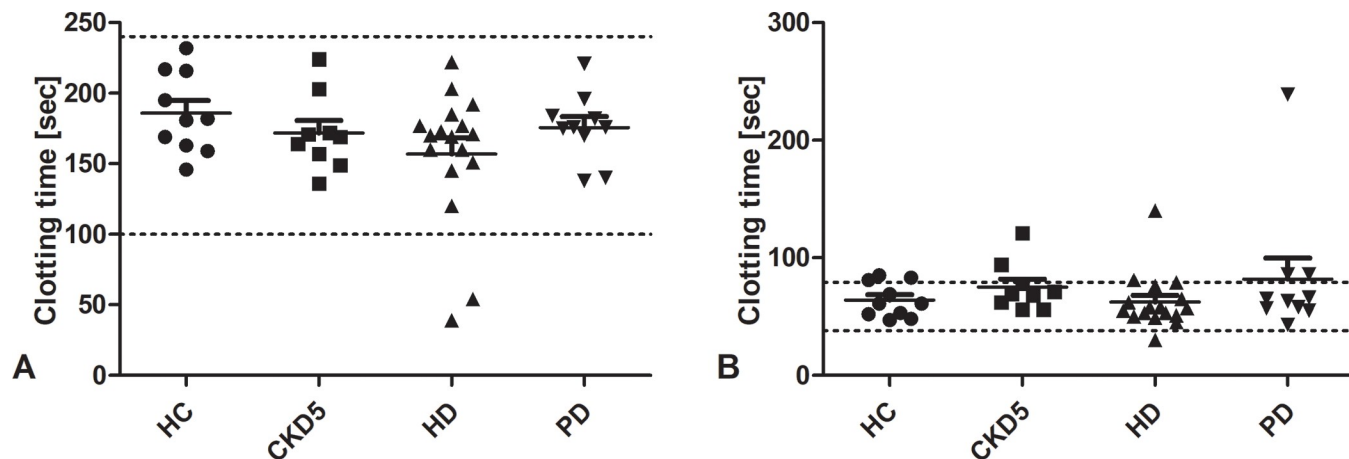 Clotting time [sec]
250
200
150
100
50
0
HC
CKD5
HD
PD
A
Clotting time [sec]
300
200
100
0
HC
CKD5
HD
PD
B